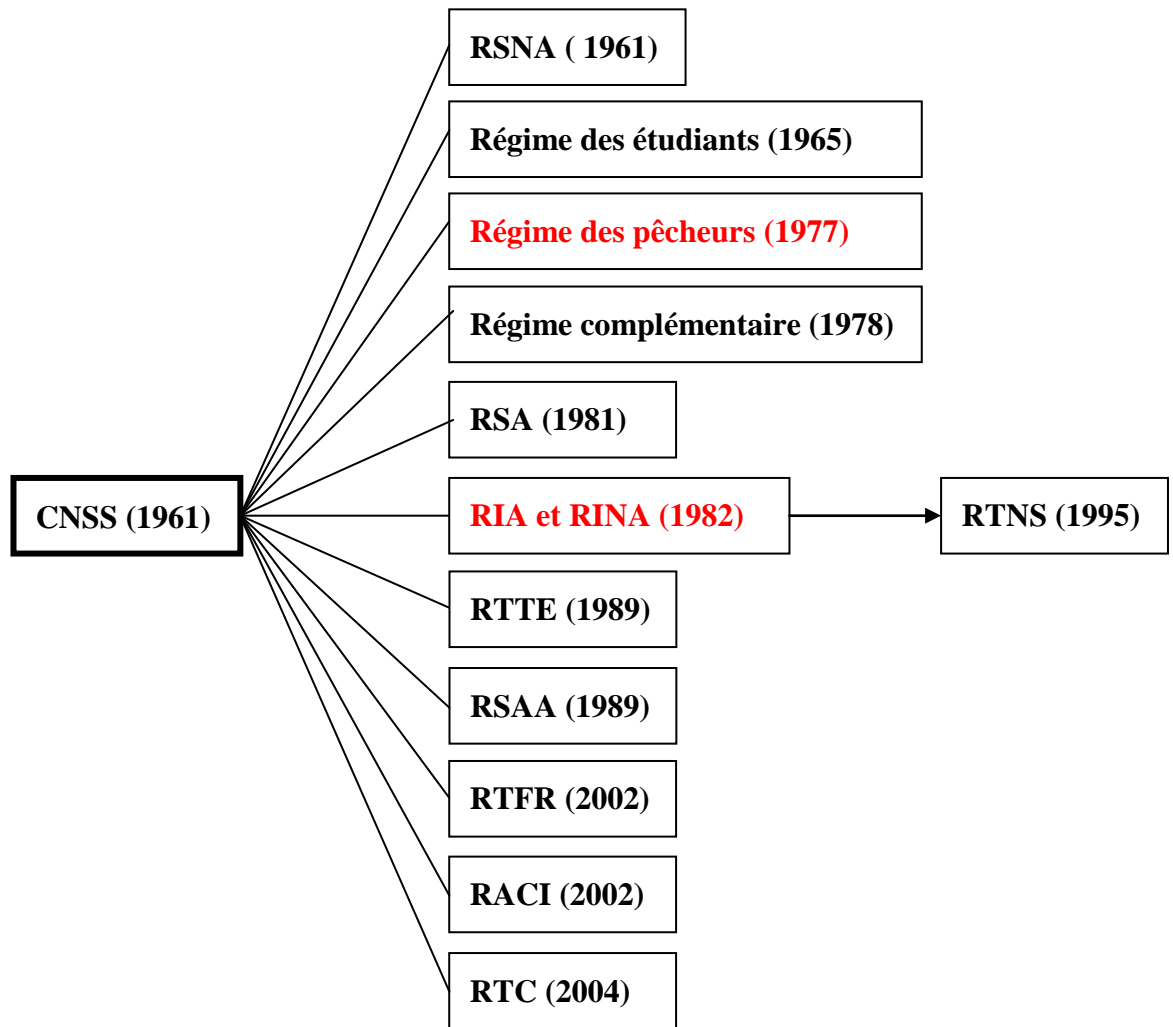 RSNA ( 1961)
Régime des étudiants (1965)
Régime des pêcheurs (1977)
Régime complémentaire (1978)
RSA (1981)
CNSS (1961)
RIA et RINA (1982)
RTNS (1995)
RTTE (1989)
RSAA (1989)
RTFR (2002)
RACI (2002)
RTC (2004)